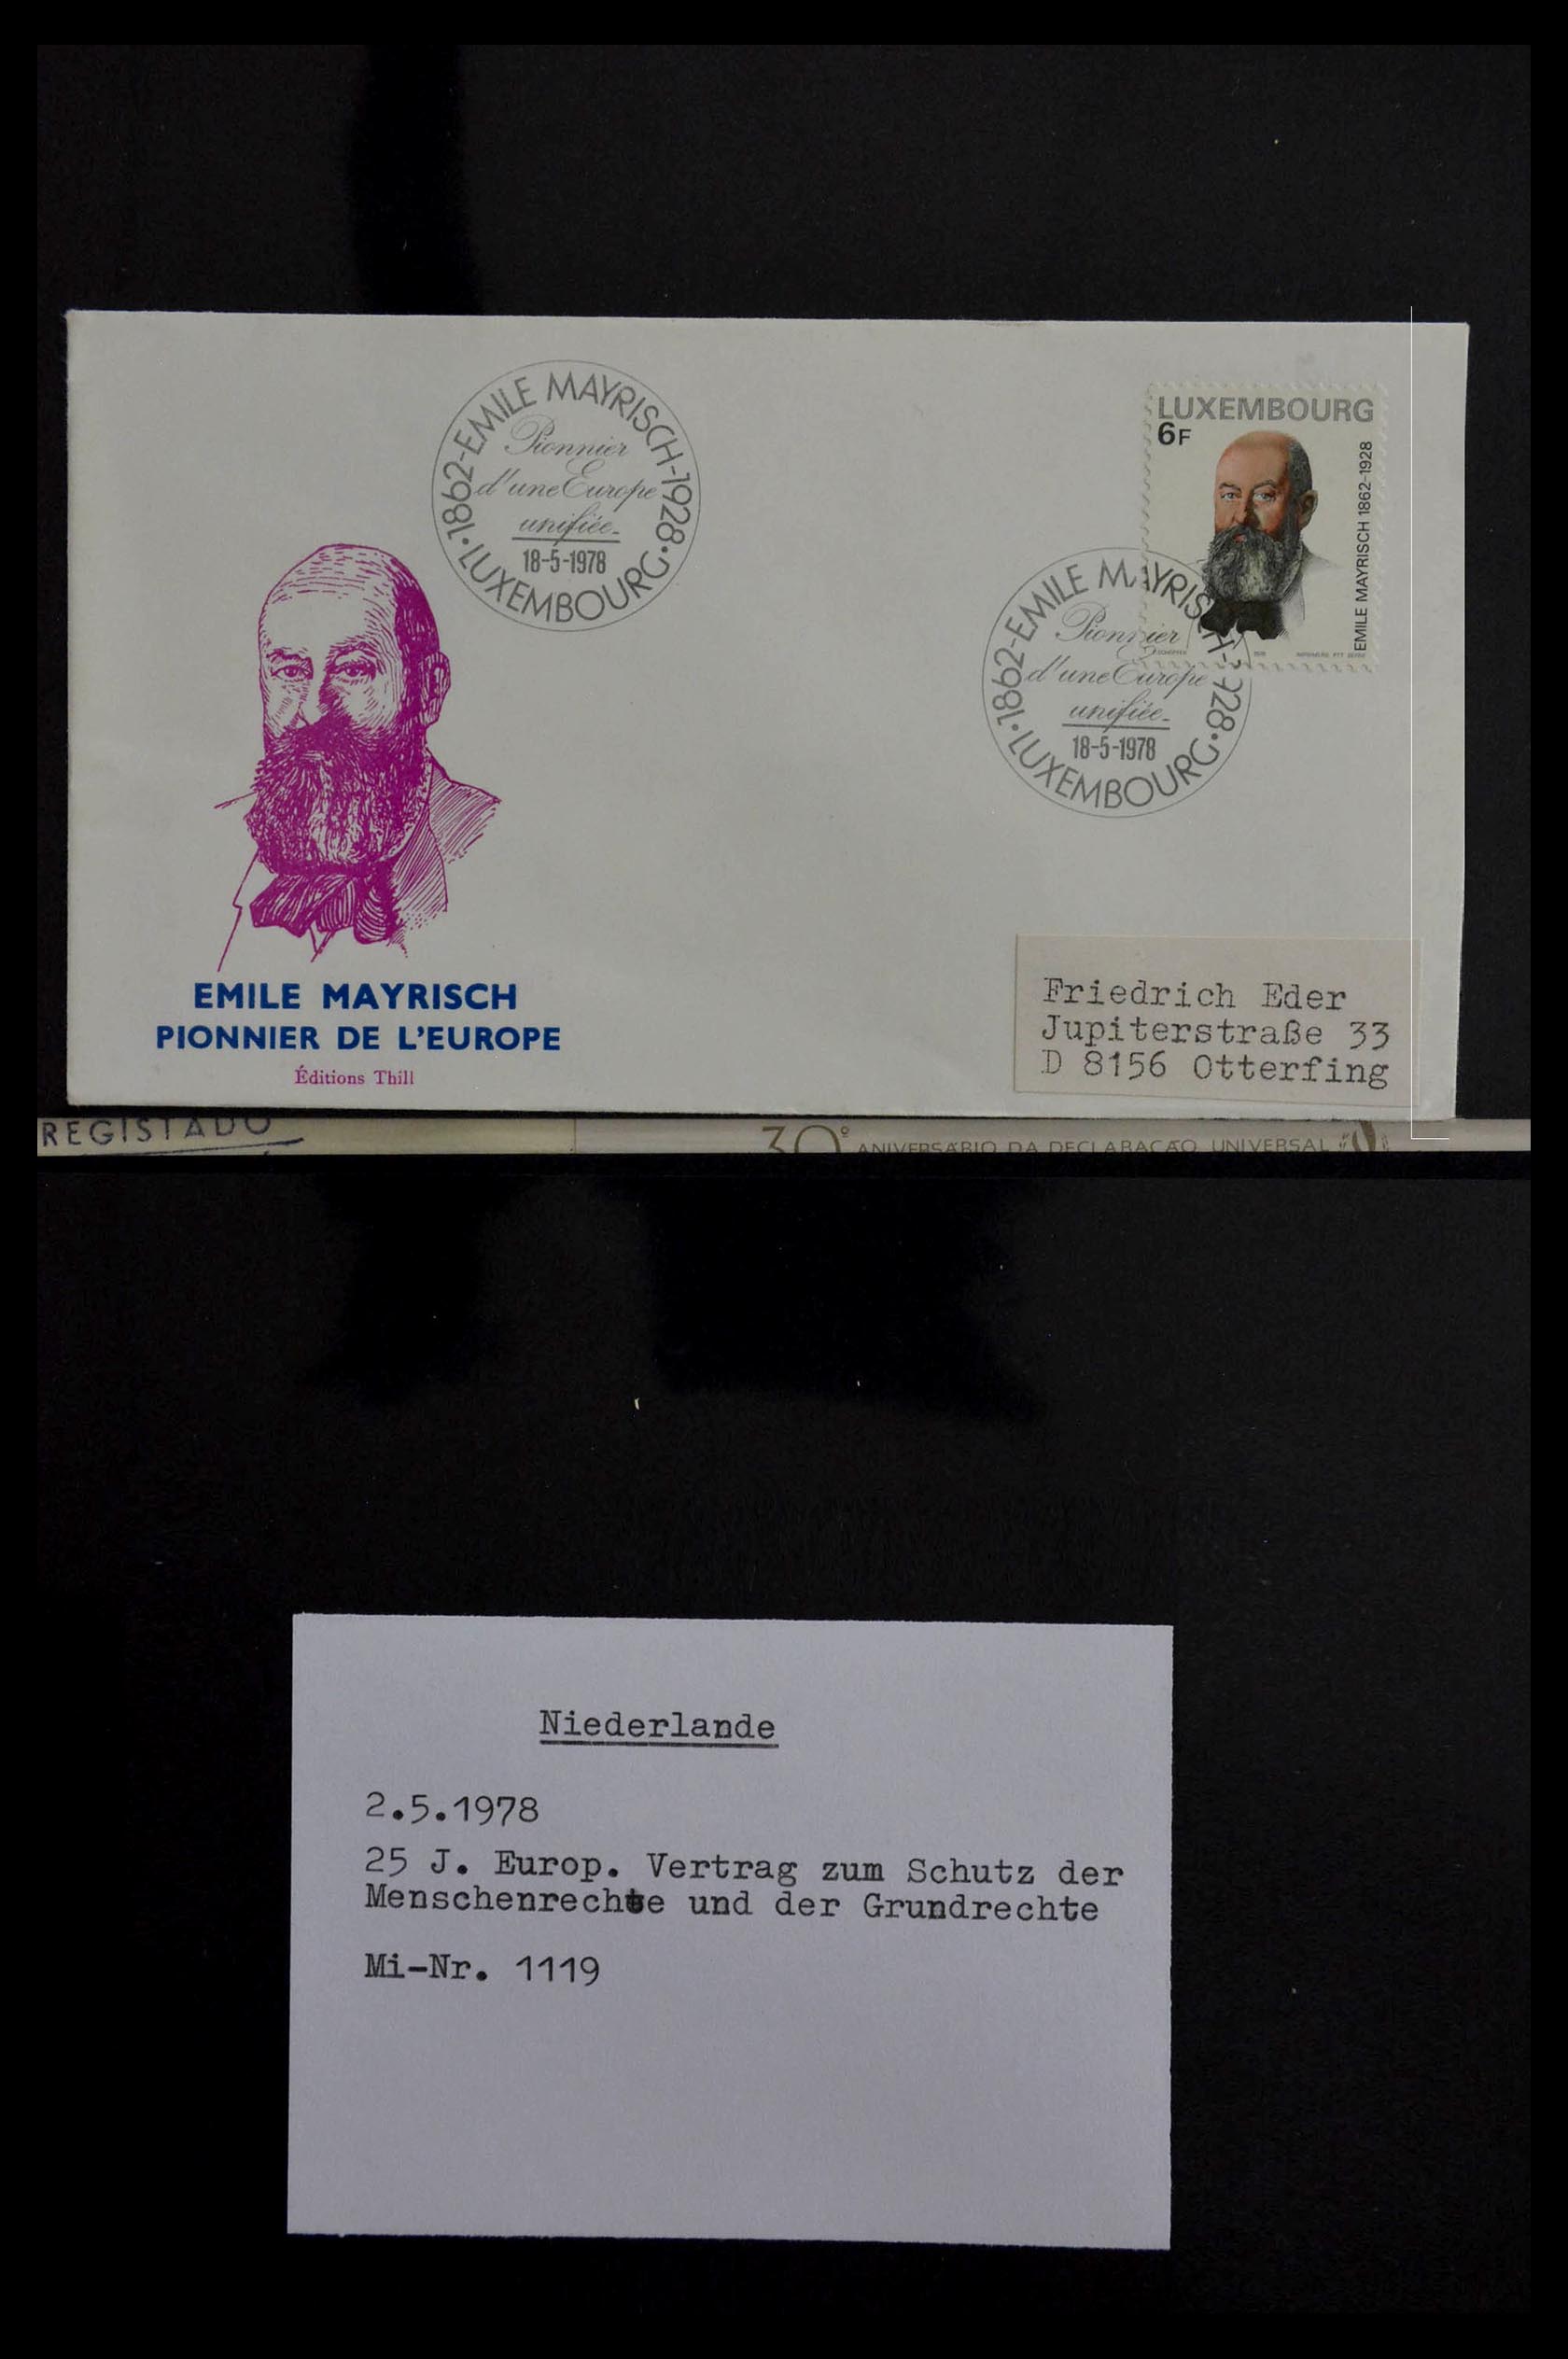 1862-EMILE MAYRISCH-1928
Pionnier
d'une Europe
unifiée
18-5-1978
LUXEMBOURG
LUXEMBOURG
6F
EMILE MAYRISCH 1862-1928
1862-EMILE MAYRISCH-1928
Pionnier
d'une Europe
unifiée
18-5-1978
LUXEMBOURG
EMILE MAYRISCH
PIONNIER DE L'EUROPE
Éditions Thill
Friedrich Eder
Jupiterstraße 33
D 8156 Otterfing
REGISTADO
30º ANIVERSÁRIO DA DECLARAÇÃO UNIVERSAL
Niederlande
2.5.1978
25 J. Europ. Vertrag zum Schutz der
Menschenrechte und der Grundrechte
Mi-Nr. 1119